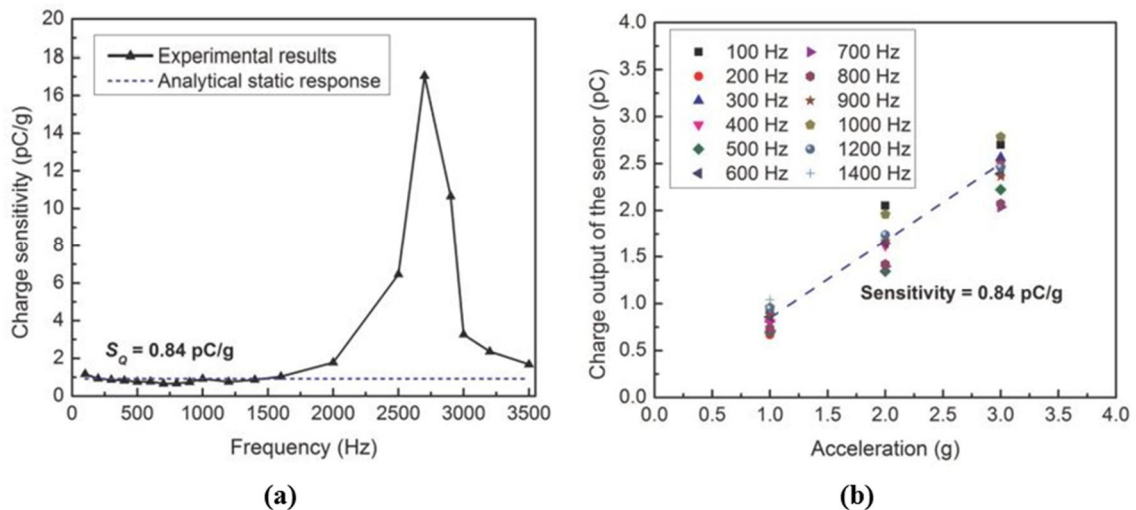 20
18
16
14
12
10
8
6
4
2
0
Charge sensitivity (pC/g)
Experimental results
Analytical static response
S_Q = 0.84 pC/g
0 500 1000 1500 2000 2500 3000 3500
Frequency (Hz)
(a)
4.0
3.5
3.0
2.5
2.0
1.5
1.0
0.5
0.0
Charge output of the sensor (pC)
100 Hz 700 Hz
200 Hz 800 Hz
300 Hz 900 Hz
400 Hz 1000 Hz
500 Hz 1200 Hz
600 Hz 1400 Hz
Sensitivity = 0.84 pC/g
0.0 0.5 1.0 1.5 2.0 2.5 3.0 3.5 4.0
Acceleration (g)
(b)